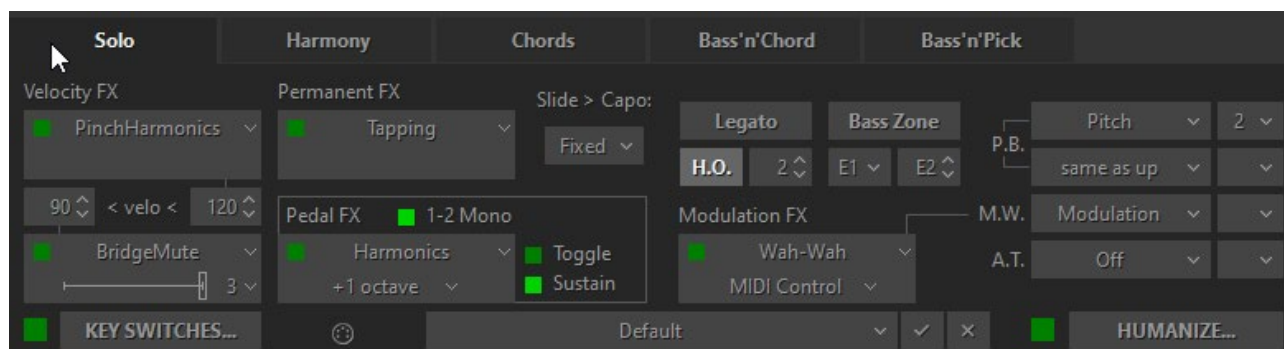 Solo Harmony Chords Bass'n'Chord Bass'n'Pick
Velocity FX Permanent FX Slide > Capo:
PinchHarmonics Tapping Fixed Legato Bass Zone P.B. Pitch 2
H.O. 2 E1 E2 same as up
90 < velo < 120 Pedal FX 1-2 Mono Modulation FX M.W. Modulation
BridgeMute Harmonics Toggle Wah-Wah A.T. Off
3 +1 octave Sustain MIDI Control
KEY SWITCHES... Default HUMANIZE...